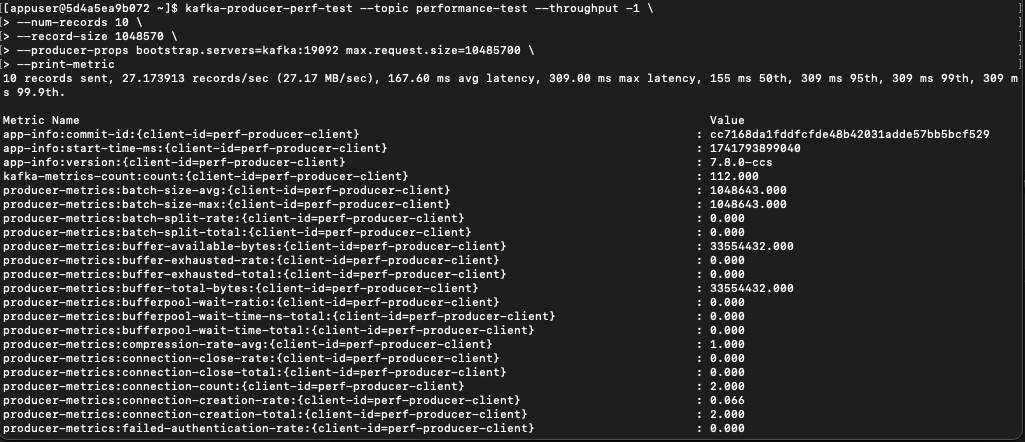 [[appuser@5d4a5ea9b072 ~]$ kafka-producer-perf-test --topic performance-test --throughput -1 \ ]
[> --num-records 10 \ ]
[> --record-size 1048570 \ ]
[> --producer-props bootstrap.servers=kafka:19092 max.request.size=10485700 \ ]
[> --print-metric ]
10 records sent, 27.173913 records/sec (27.17 MB/sec), 167.60 ms avg latency, 309.00 ms max latency, 155 ms 50th, 309 ms 95th, 309 ms 99th, 309 m
s 99.9th.
Metric Name Value
app-info:commit-id:{client-id=perf-producer-client} : cc7168da1fddfcfde48b42031adde57bb5bcf529
app-info:start-time-ms:{client-id=perf-producer-client} : 1741793899040
app-info:version:{client-id=perf-producer-client} : 7.8.0-ccs
kafka-metrics-count:count:{client-id=perf-producer-client} : 112.000
producer-metrics:batch-size-avg:{client-id=perf-producer-client} : 1048643.000
producer-metrics:batch-size-max:{client-id=perf-producer-client} : 1048643.000
producer-metrics:batch-split-rate:{client-id=perf-producer-client} : 0.000
producer-metrics:batch-split-total:{client-id=perf-producer-client} : 0.000
producer-metrics:buffer-available-bytes:{client-id=perf-producer-client} : 33554432.000
producer-metrics:buffer-exhausted-rate:{client-id=perf-producer-client} : 0.000
producer-metrics:buffer-exhausted-total:{client-id=perf-producer-client} : 0.000
producer-metrics:buffer-total-bytes:{client-id=perf-producer-client} : 33554432.000
producer-metrics:bufferpool-wait-ratio:{client-id=perf-producer-client} : 0.000
producer-metrics:bufferpool-wait-time-ns-total:{client-id=perf-producer-client} : 0.000
producer-metrics:bufferpool-wait-time-total:{client-id=perf-producer-client} : 0.000
producer-metrics:compression-rate-avg:{client-id=perf-producer-client} : 1.000
producer-metrics:connection-close-rate:{client-id=perf-producer-client} : 0.000
producer-metrics:connection-close-total:{client-id=perf-producer-client} : 0.000
producer-metrics:connection-count:{client-id=perf-producer-client} : 2.000
producer-metrics:connection-creation-rate:{client-id=perf-producer-client} : 0.066
producer-metrics:connection-creation-total:{client-id=perf-producer-client} : 2.000
producer-metrics:failed-authentication-rate:{client-id=perf-producer-client} : 0.000